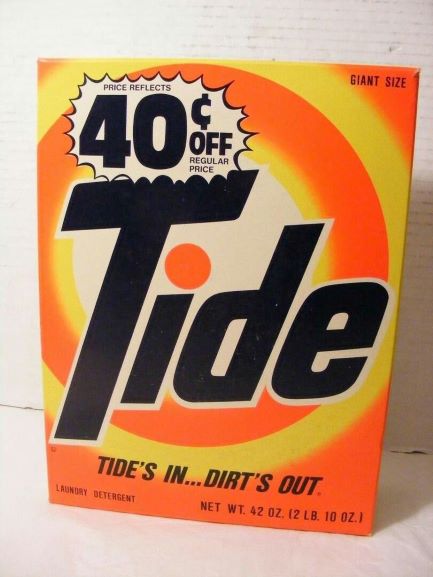 GIANT SIZE
PRICE REFLECTS
40¢ OFF
REGULAR
PRICE
Tide
TIDE'S IN...DIRT'S OUT®
LAUNDRY DETERGENT
NET WT. 42 OZ. (2 LB. 10 OZ.)